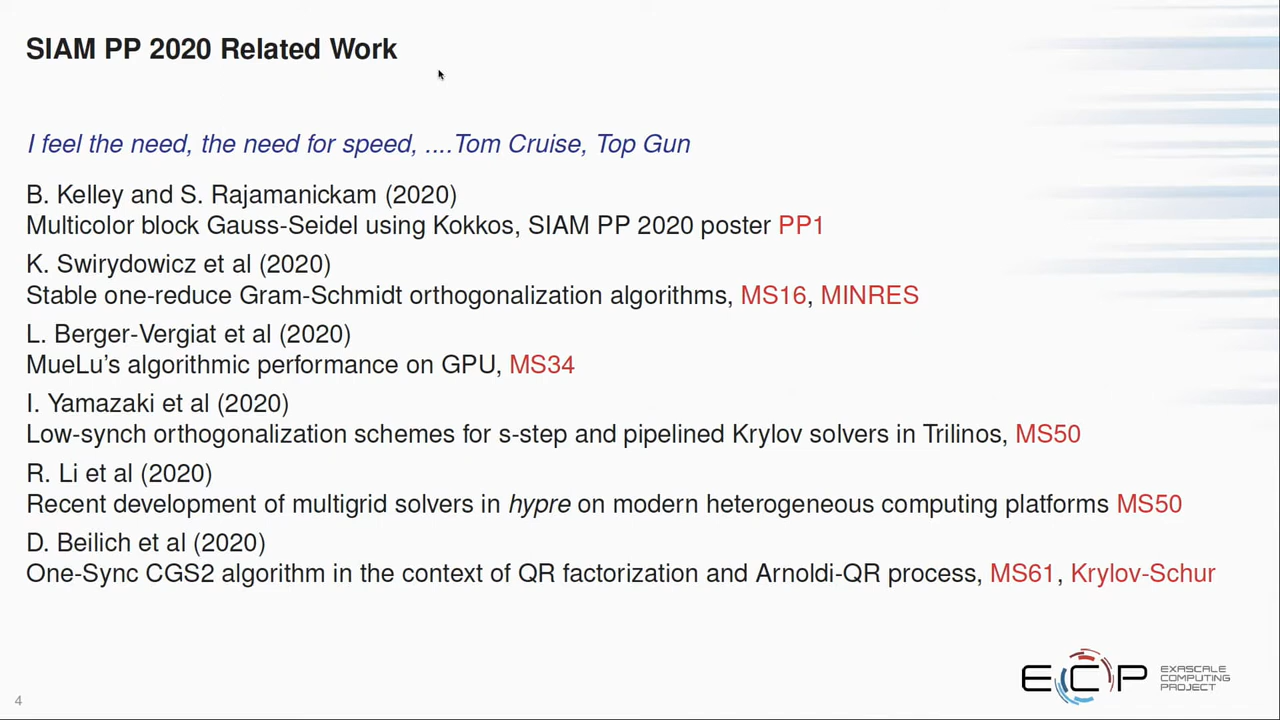 SIAM PP 2020 Related Work
I feel the need, the need for speed, ....Tom Cruise, Top Gun
B. Kelley and S. Rajamanickam (2020)
Multicolor block Gauss-Seidel using Kokkos, SIAM PP 2020 poster PP1
K. Swirydowicz et al (2020)
Stable one-reduce Gram-Schmidt orthogonalization algorithms, MS16, MINRES
L. Berger-Vergiat et al (2020)
MueLu's algorithmic performance on GPU, MS34
I. Yamazaki et al (2020)
Low-synch orthogonalization schemes for s-step and pipelined Krylov solvers in Trilinos, MS50
R. Li et al (2020)
Recent development of multigrid solvers in hypre on modern heterogeneous computing platforms MS50
D. Beilich et al (2020)
One-Sync CGS2 algorithm in the context of QR factorization and Arnoldi-QR process, MS61, Krylov-Schur
ECP
EXASCALE
COMPUTING
PROJECT
4